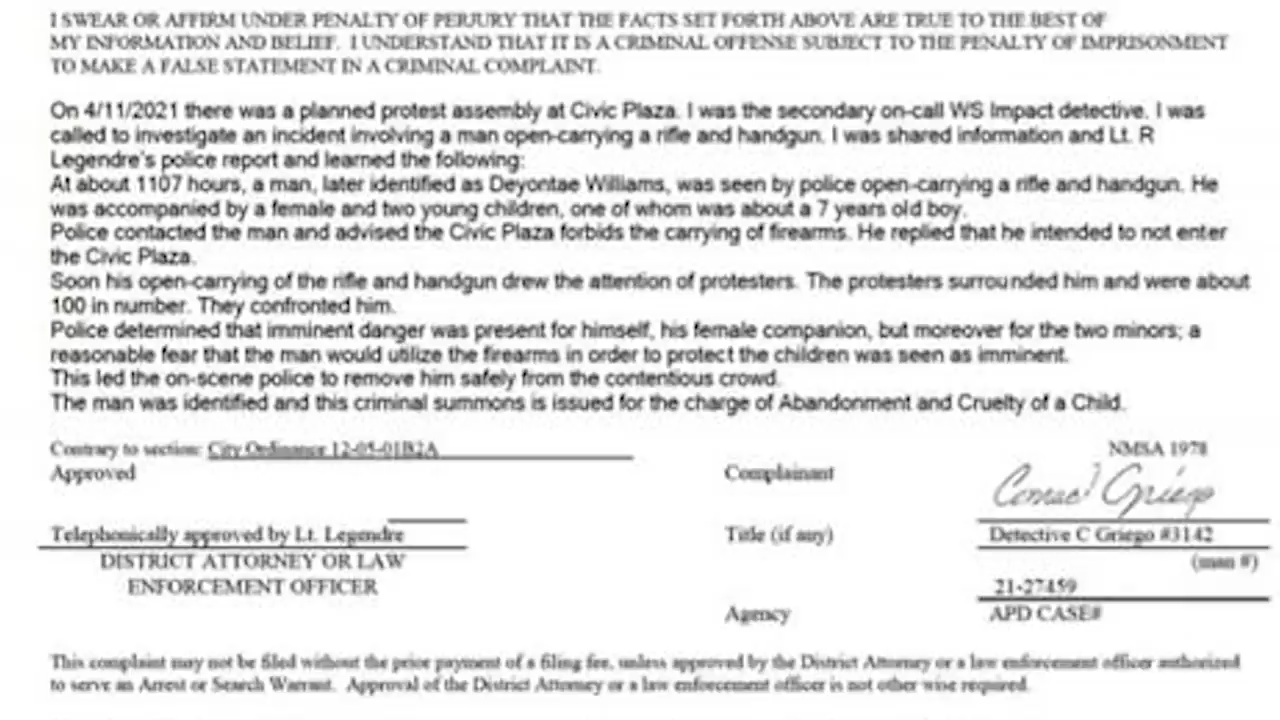 I SWEAR OR AFFIRM UNDER PENALTY OF PERJURY THAT THE FACTS SET FORTH ABOVE ARE TRUE TO THE BEST OF
MY INFORMATION AND BELIEF. I UNDERSTAND THAT IT IS A CRIMINAL OFFENSE SUBJECT TO THE PENALTY OF IMPRISONMENT
TO MAKE A FALSE STATEMENT IN A CRIMINAL COMPLAINT.
On 4/11/2021 there was a planned protest assembly at Civic Plaza. I was the secondary on-call WS Impact detective. I was
called to investigate an incident involving a man open-carrying a rifle and handgun. I was shared information and Lt. R
Legendre's police report and learned the following:
At about 1107 hours, a man, later identified as Deyontae Williams, was seen by police open-carrying a rifle and handgun. He
was accompanied by a female and two young children, one of whom was about a 7 years old boy.
Police contacted the man and advised the Civic Plaza forbids the carrying of firearms. He replied that he intended to not enter
the Civic Plaza.
Soon his open-carrying of the rifle and handgun drew the attention of protesters. The protesters surrounded him and were about
100 in number. They confronted him.
Police determined that imminent danger was present for himself, his female companion, but moreover for the two minors; a
reasonable fear that the man would utilize the firearms in order to protect the children was seen as imminent.
This led the on-scene police to remove him safely from the contentious crowd.
The man was identified and this criminal summons is issued for the charge of Abandonment and Cruelty of a Child.
Contrary to section: City Ordinance 12-05-01B2A NMSA 1978
Approved Complainant Conrad Griego
Telephonically approved by Lt. Legendre Title (if any) Detective C Griego #3142
DISTRICT ATTORNEY OR LAW (man #)
ENFORCEMENT OFFICER 21-27459
Agency APD CASE#
This complaint may not be filed without the prior payment of a filing fee, unless approved by the District Attorney or a law enforcement officer authorized
to serve an Arrest or Search Warrant. Approval of the District Attorney or a law enforcement officer is not other wise required.